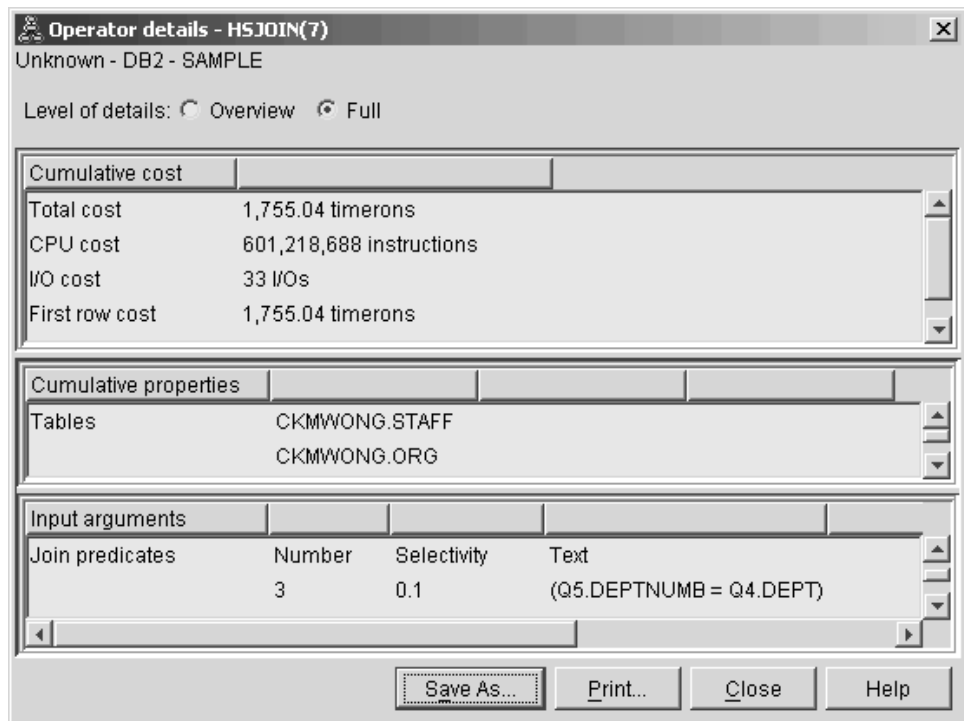 Operator details - HSJOIN(7)
Unknown - DB2 - SAMPLE
Level of details: Overview Full
Cumulative cost
Total cost 1,755.04 timerons
CPU cost 601,218,688 instructions
I/O cost 33 I/Os
First row cost 1,755.04 timerons
Cumulative properties
Tables CKMWONG.STAFF
CKMWONG.ORG
Input arguments
Join predicates Number Selectivity Text
3 0.1 (Q5.DEPTNUMB = Q4.DEPT)
Save As... Print... Close Help